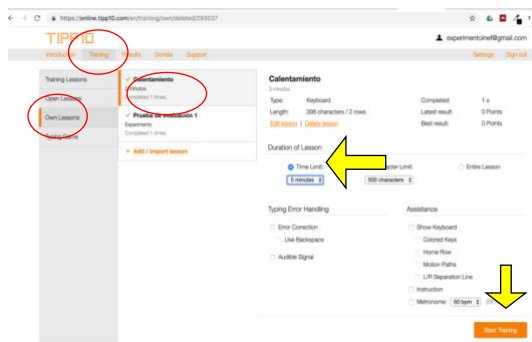 https://online.tipp10.com/en/training/own/deleted/293027
TIPP10
experimentoinef@gmail.com
Introduction Training Results Donate Support
Settings Sign out
Training Lessons
Open Lessons
Own Lessons
Typing Game
Calentamiento
5 minutos
Completed 1 times
Prueba de evaluación 1
Experimento
Completed 1 times
+ Add / Import lesson
Calentamiento
5 minutos
Type: Keyboard
Completed: 1 x
Length: 398 characters / 2 rows
Latest result: 0 Points
Edit lesson | Delete lesson
Best result: 0 Points
Duration of Lesson
Time Limit:
Limit:
Entire Lesson
5 minutes
500 characters
Typing Error Handling
Assistance
Error Correction
Show Keyboard
Use Backspace
Colored Keys
Home Row
Audible Signal
Motion Paths
L/R Separation Line
Instruction
Metronome: 60 bpm
Start Training